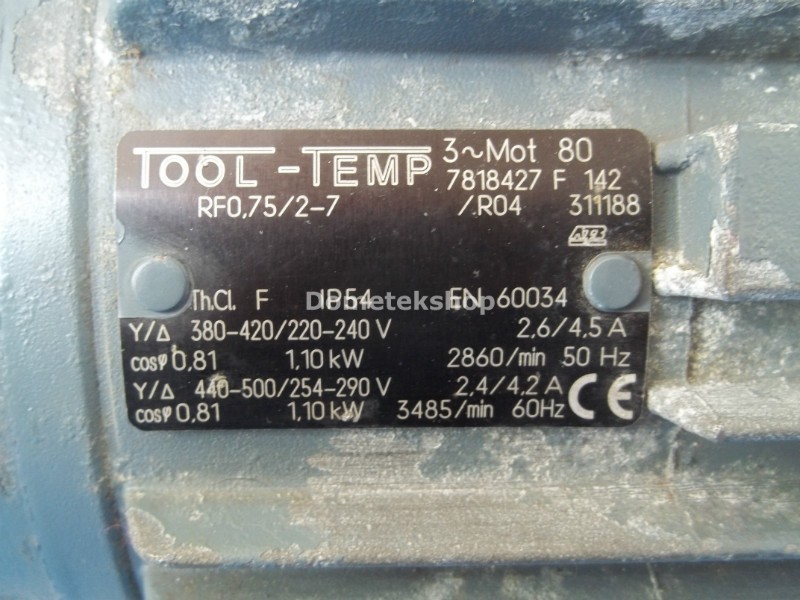 TOOL-TEMP 3~Mot 80
7818427 F 142
RF0,75/2-7 /R04 311188
Th.Cl. F IP54 EN 60034
Dometekshop
Y/Δ 380-420/220-240 V 2,6/4,5 A
cosφ 0,81 1,10 kW 2860/min 50 Hz
Y/Δ 440-500/254-290 V 2,4/4,2 A
cosφ 0,81 1,10 kW 3485/min 60Hz CE